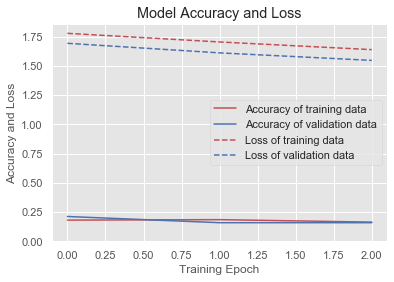 Model Accuracy and Loss
1.75
1.50
1.25
1.00
0.75
0.50
0.25
0.00
Accuracy and Loss
Accuracy of training data
Accuracy of validation data
Loss of training data
Loss of validation data
0.00 0.25 0.50 0.75 1.00 1.25 1.50 1.75 2.00
Training Epoch